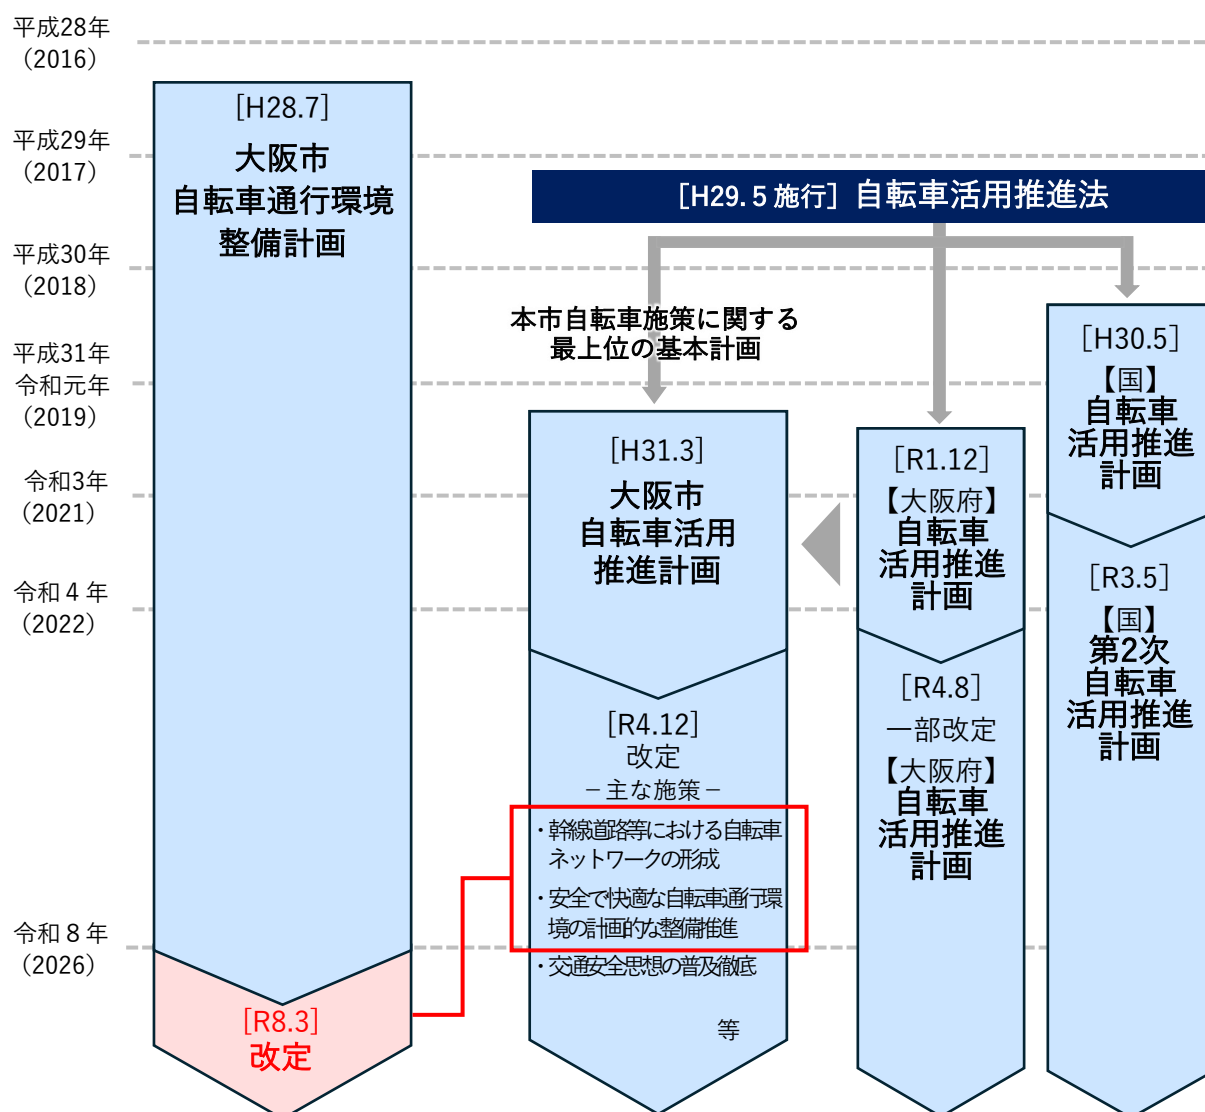 平成28年
（2016）
平成29年
（2017）
平成30年
（2018）
平成31年
令和元年
（2019）
令和3年
（2021）
令和４年
（2022）
令和８年
（2026）
［H28.7］
大阪市
自転車通行環境
整備計画
［R8.3］
改定
［H29.５施行］自転車活用推進法
本市自転車施策に関する
最上位の基本計画
［H31.3］
大阪市
自転車活用
推進計画
［R4.12］
改定
－主な施策－
・幹線道路等における自転車
ネットワークの形成
・安全で快適な自転車通行環
境の計画的な整備推進
・交通安全思想の普及徹底
等
［R1.12］
【大阪府】
自転車
活用推進
計画
［R4.8］
一部改定
【大阪府】
自転車
活用推進
計画
［H30.5］
【国】
自転車
活用推進
計画
［R3.5］
【国】
第2次
自転車
活用推進
計画